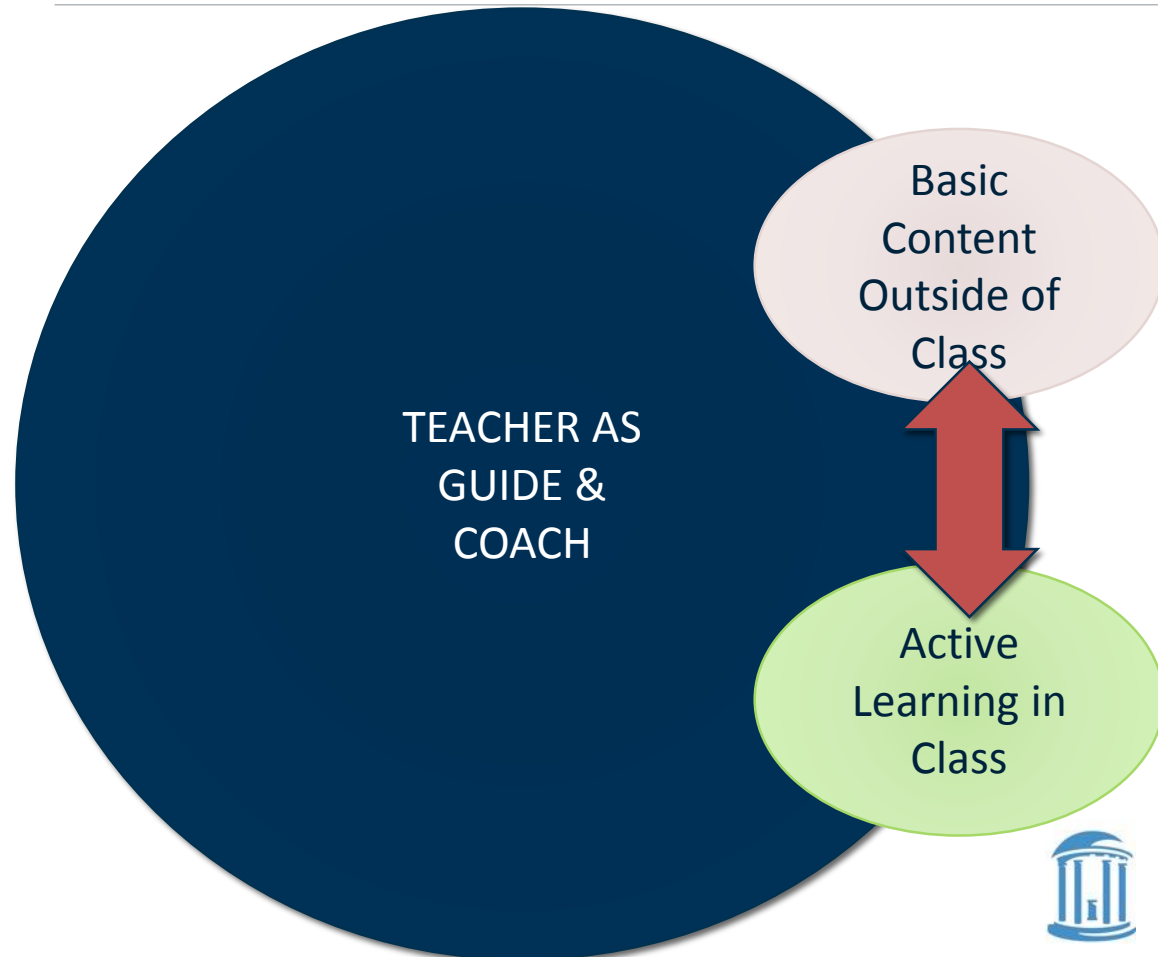 TEACHER AS
GUIDE &
COACH
Basic
Content
Outside of
Class
Active
Learning in
Class